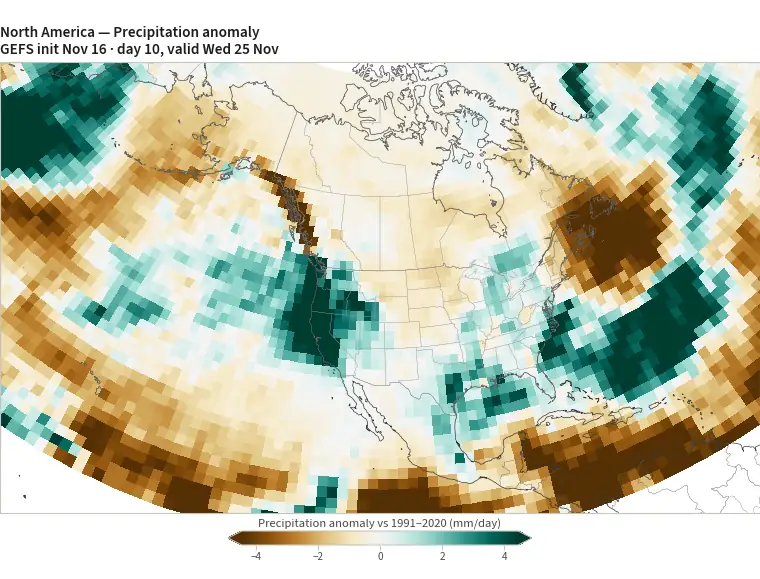 North America — Precipitation anomaly
GEFS init Nov 16 · day 10, valid Wed 25 Nov
Precipitation anomaly vs 1991–2020 (mm/day)
−4 −2 0 2 4